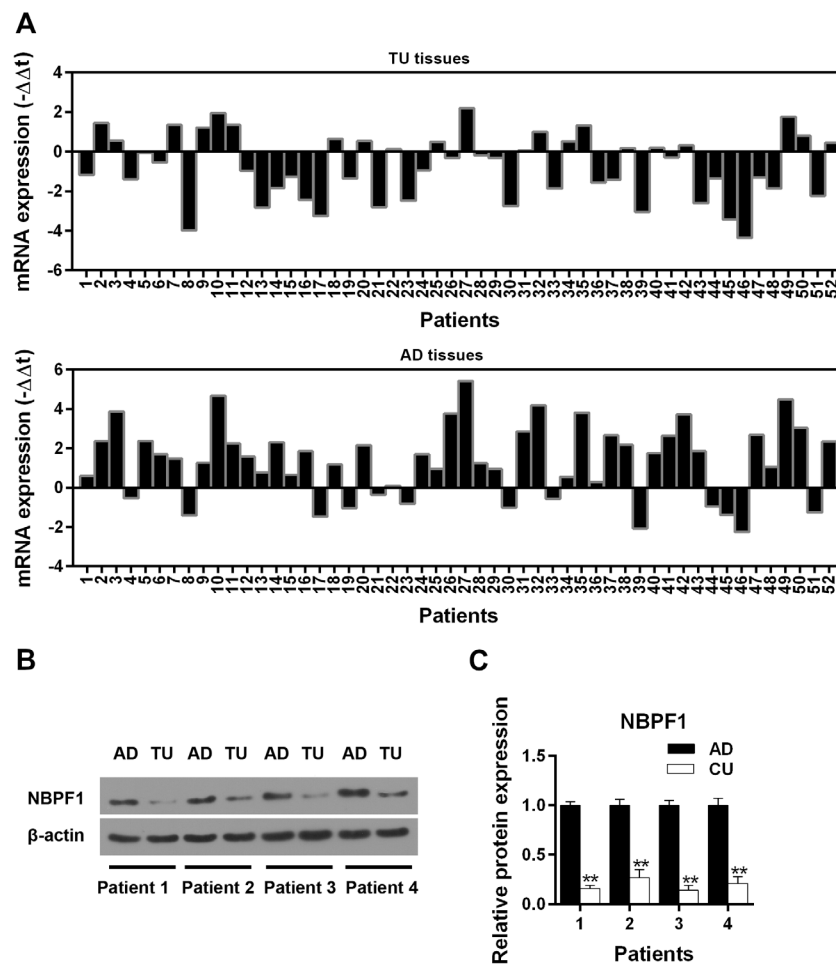 A
TU tissues
mRNA expression (-ΔΔt)
4
2
0
-2
-4
-6
1 2 3 4 5 6 7 8 9 10 11 12 13 14 15 16 17 18 19 20 21 22 23 24 25 26 27 28 29 30 31 32 33 34 35 36 37 38 39 40 41 42 43 44 45 46 47 48 49 50 51 52
Patients
AD tissues
mRNA expression (-ΔΔt)
6
4
2
0
-2
-4
1 2 3 4 5 6 7 8 9 10 11 12 13 14 15 16 17 18 19 20 21 22 23 24 25 26 27 28 29 30 31 32 33 34 35 36 37 38 39 40 41 42 43 44 45 46 47 48 49 50 51 52
Patients
B
AD TU AD TU AD TU AD TU
NBPF1
β-actin
Patient 1 Patient 2 Patient 3 Patient 4
C
NBPF1
AD
CU
Relative protein expression
1.5
1.0
0.5
0.0
** ** ** **
1 2 3 4
Patients